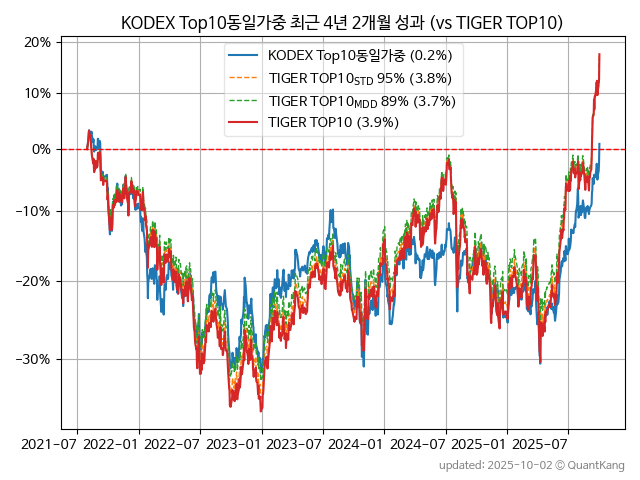 KODEX Top10동일가중 최근 4년 2개월 성과 (vs TIGER TOP10)
20%
10%
0%
−10%
−20%
−30%
KODEX Top10동일가중 (0.2%)
TIGER TOP10STD 95% (3.8%)
TIGER TOP10MDD 89% (3.7%)
TIGER TOP10 (3.9%)
2021-07 2022-01 2022-07 2023-01 2023-07 2024-01 2024-07 2025-01 2025-07
updated: 2025-10-02 © QuantKang